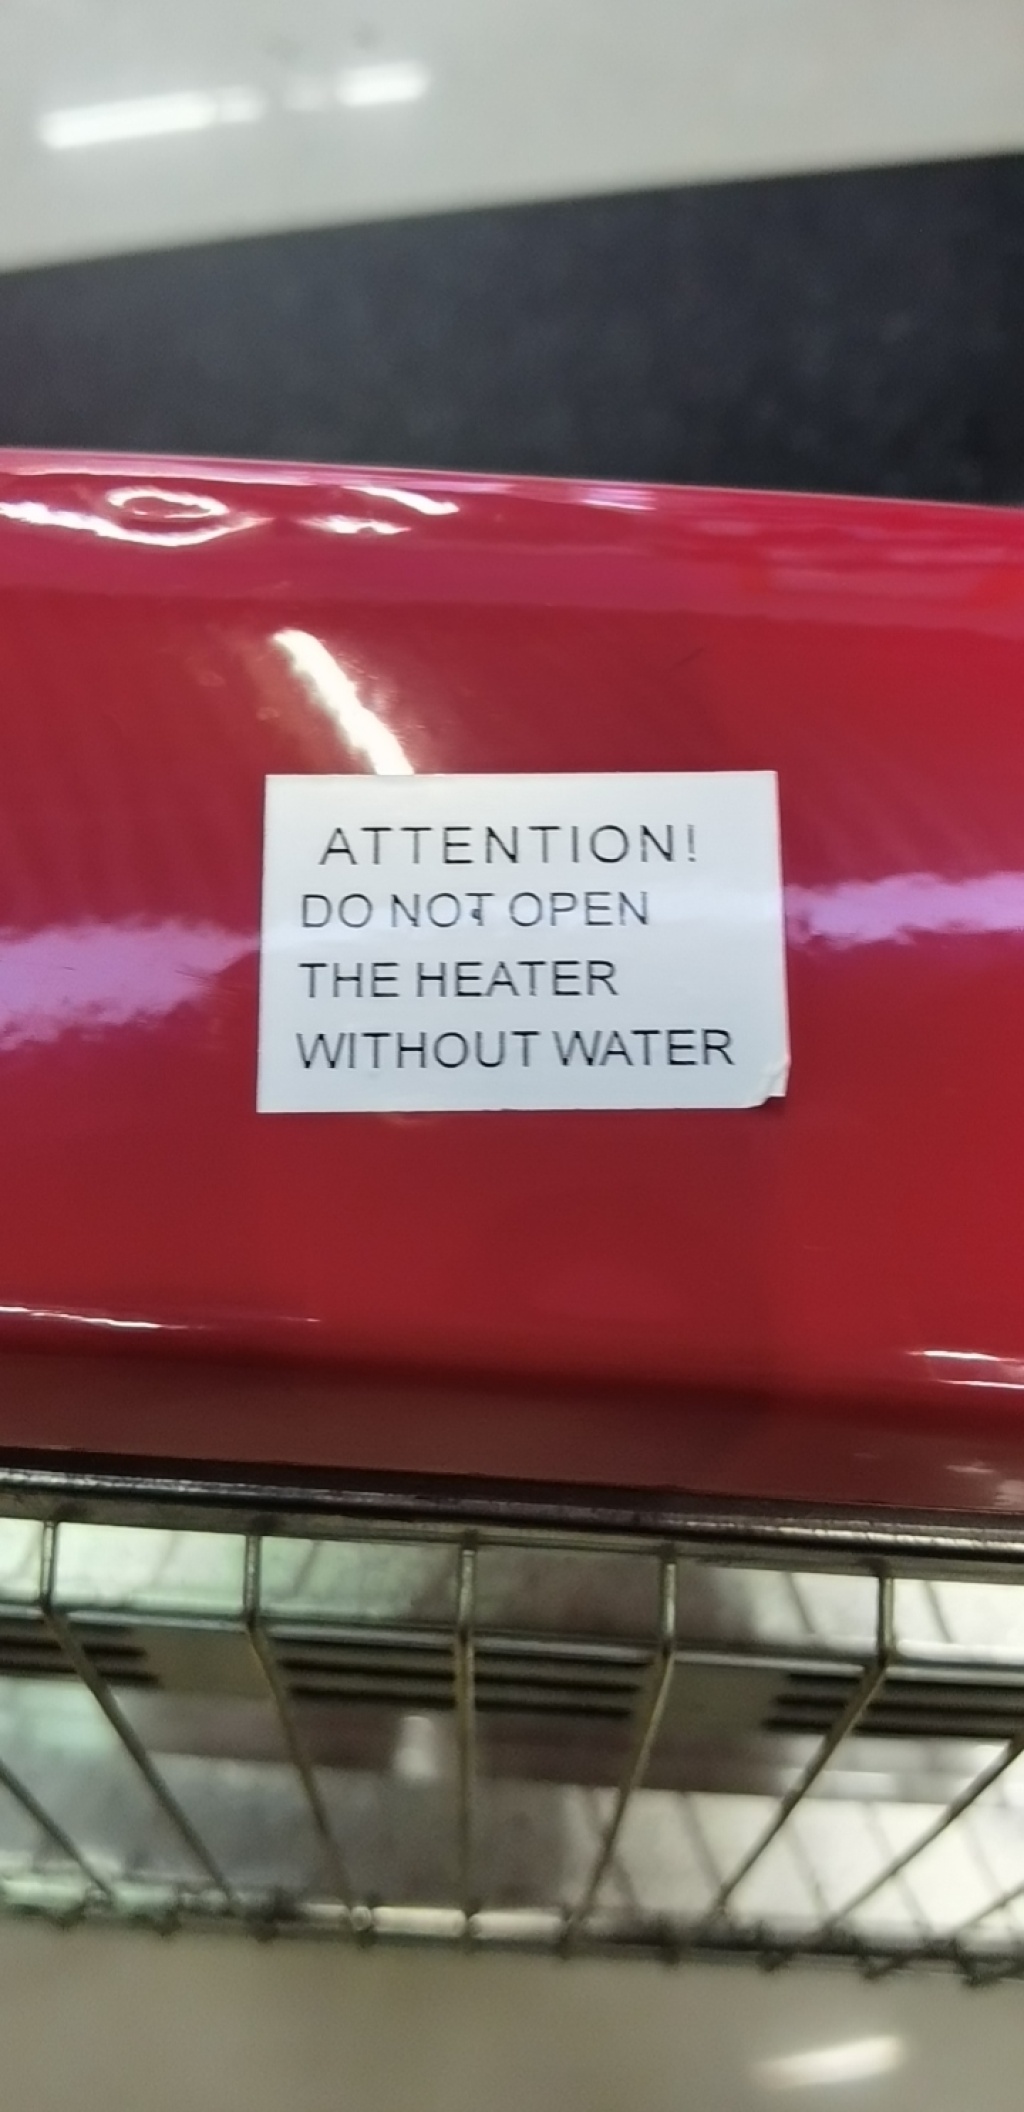 ATTENTION!
DO NOT OPEN
THE HEATER
WITHOUT WATER